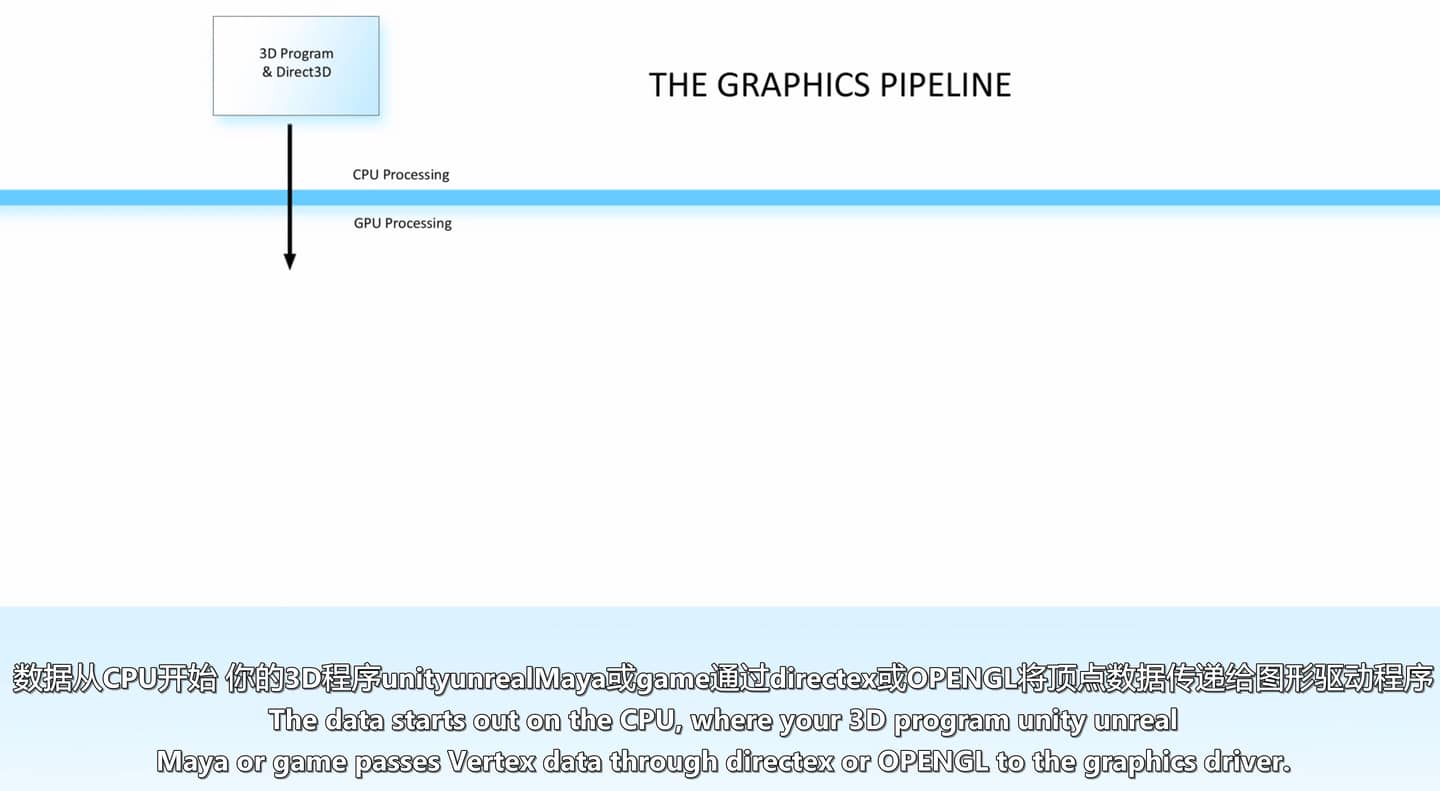 3D Program
& Direct3D
THE GRAPHICS PIPELINE
CPU Processing
GPU Processing
数据从CPU开始 你的3D程序unityunrealMaya或game通过directex或OPENGL将顶点数据传递给图形驱动程序
The data starts out on the CPU, where your 3D program unity unreal
Maya or game passes Vertex data through directex or OPENGL to the graphics driver.